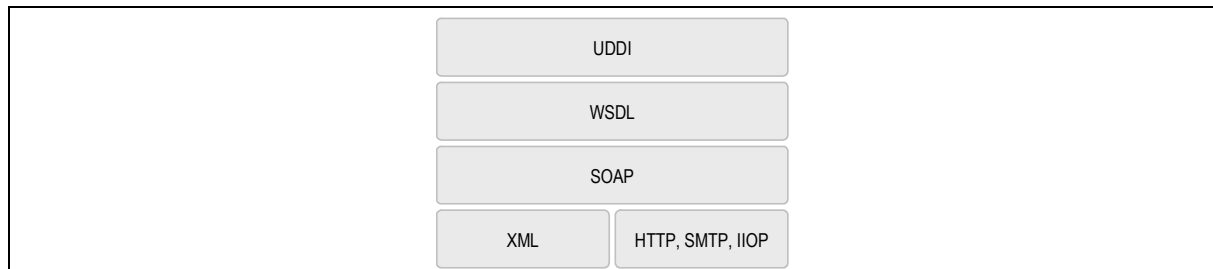 UDDI
WSDL
SOAP
XML
HTTP, SMTP, IIOP